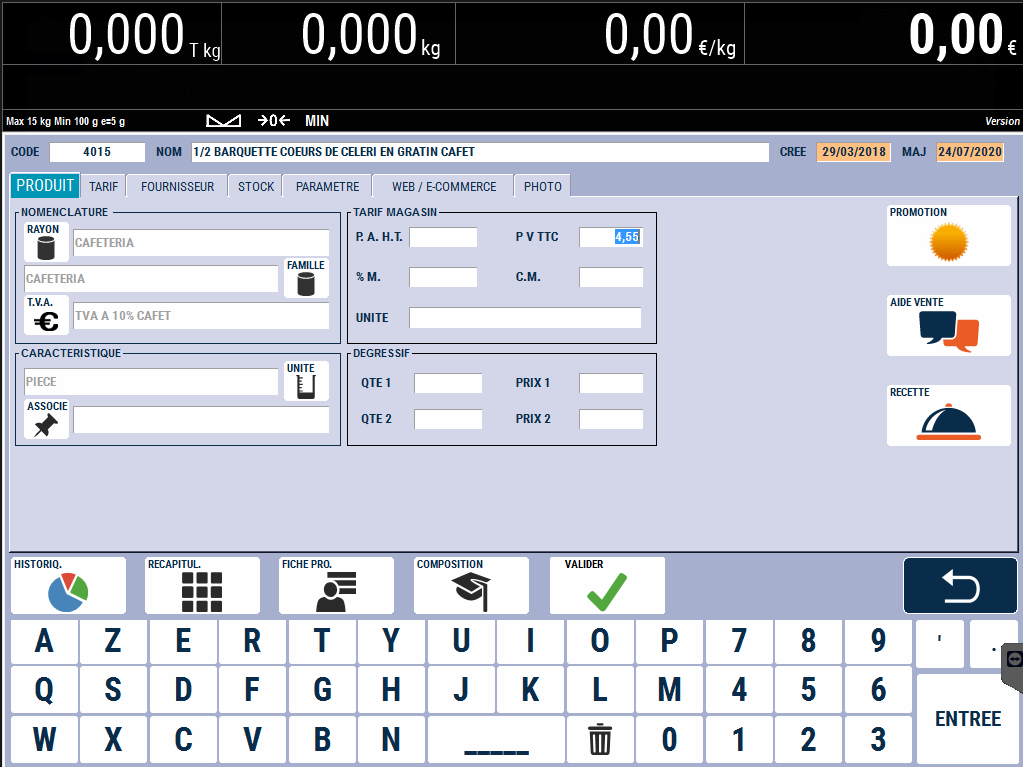 0,000 T kg 0,000 kg 0,00 €/kg 0,00 €
Max 15 kg Min 100 g e=5 g →0← MIN Version
CODE 4015 NOM 1/2 BARQUETTE COEURS DE CELERI EN GRATIN CAFET CREE 29/03/2018 MAJ 24/07/2020
PRODUIT TARIF FOURNISSEUR STOCK PARAMETRE WEB / E-COMMERCE PHOTO
NOMENCLATURE
RAYON CAFETERIA
CAFETERIA FAMILLE
T.V.A. TVA A 10% CAFET
CARACTERISTIQUE
PIECE UNITE
ASSOCIE
TARIF MAGASIN
P. A. H.T. P V TTC 4,55
% M. C.M.
UNITE
DEGRESSIF
QTE 1 PRIX 1
QTE 2 PRIX 2
PROMOTION
AIDE VENTE
RECETTE
HISTORIQ. RECAPITUL. FICHE PRO. COMPOSITION VALIDER
A Z E R T Y U I O P 7 8 9 ' .
Q S D F G H J K L M 4 5 6
W X C V B N _____ 0 1 2 3 ENTREE